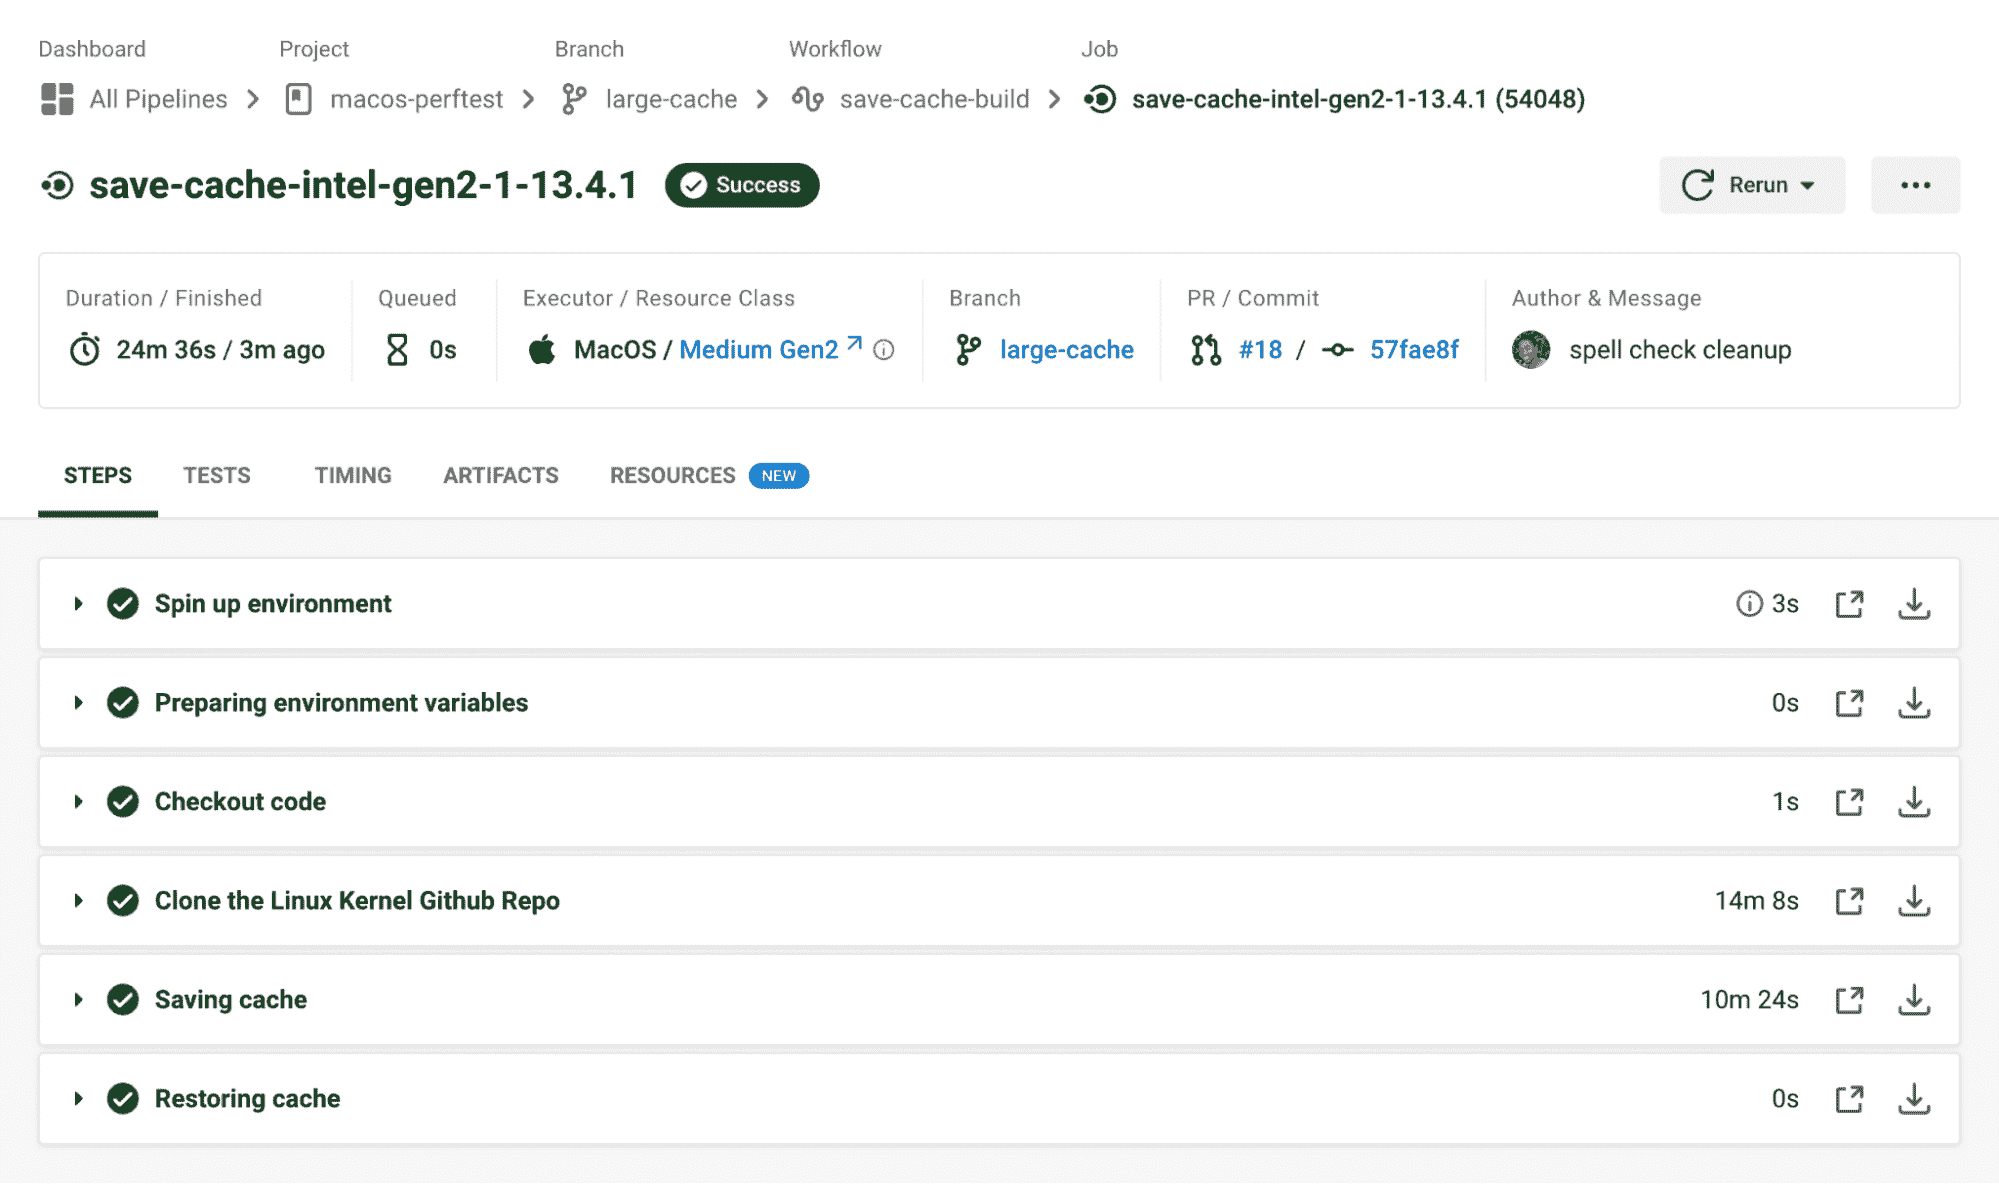 Dashboard Project Branch Workflow Job
All Pipelines macos-perftest large-cache save-cache-build save-cache-intel-gen2-1-13.4.1 (54048)
save-cache-intel-gen2-1-13.4.1 Success Rerun
Duration / Finished Queued Executor / Resource Class Branch PR / Commit Author & Message
24m 36s / 3m ago 0s MacOS / Medium Gen2 large-cache #18 / 57fae8f spell check cleanup
STEPS TESTS TIMING ARTIFACTS RESOURCES NEW
Spin up environment 3s
Preparing environment variables 0s
Checkout code 1s
Clone the Linux Kernel Github Repo 14m 8s
Saving cache 10m 24s
Restoring cache 0s